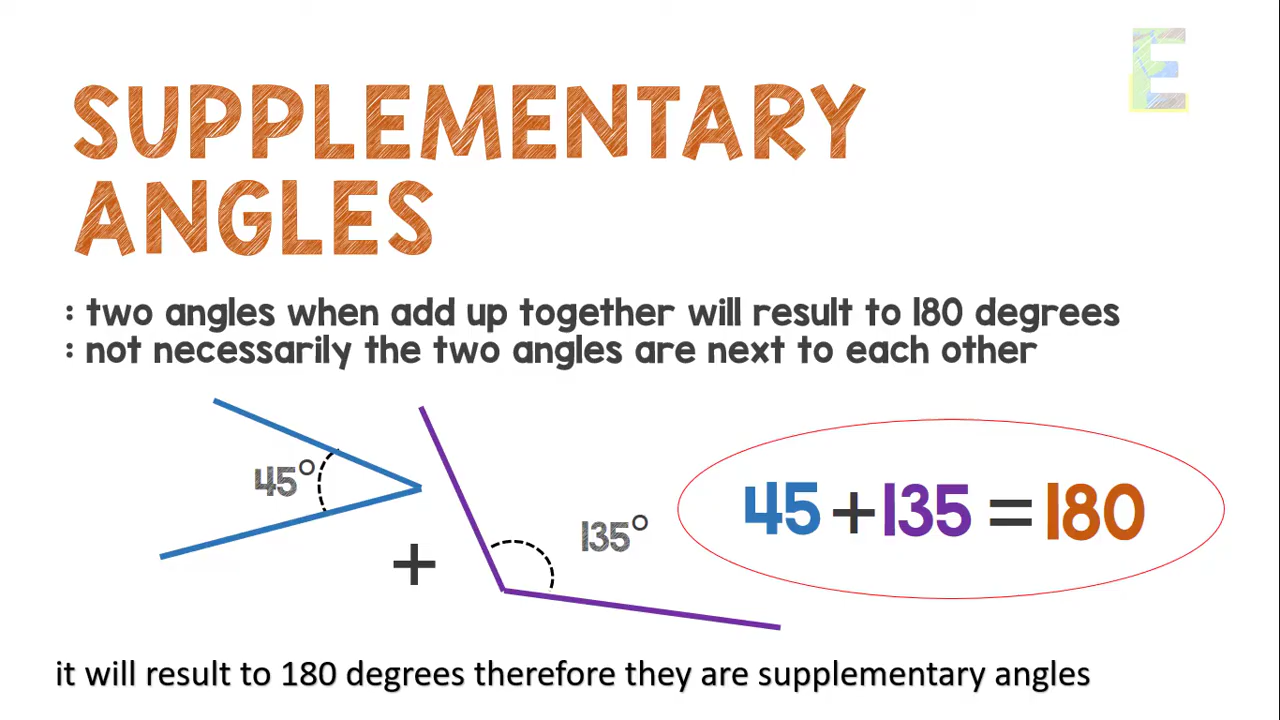 E
SUPPLEMENTARY
ANGLES
: two angles when add up together will result to 180 degrees
: not necessarily the two angles are next to each other
45°
135°
+
45+135=180
it will result to 180 degrees therefore they are supplementary angles